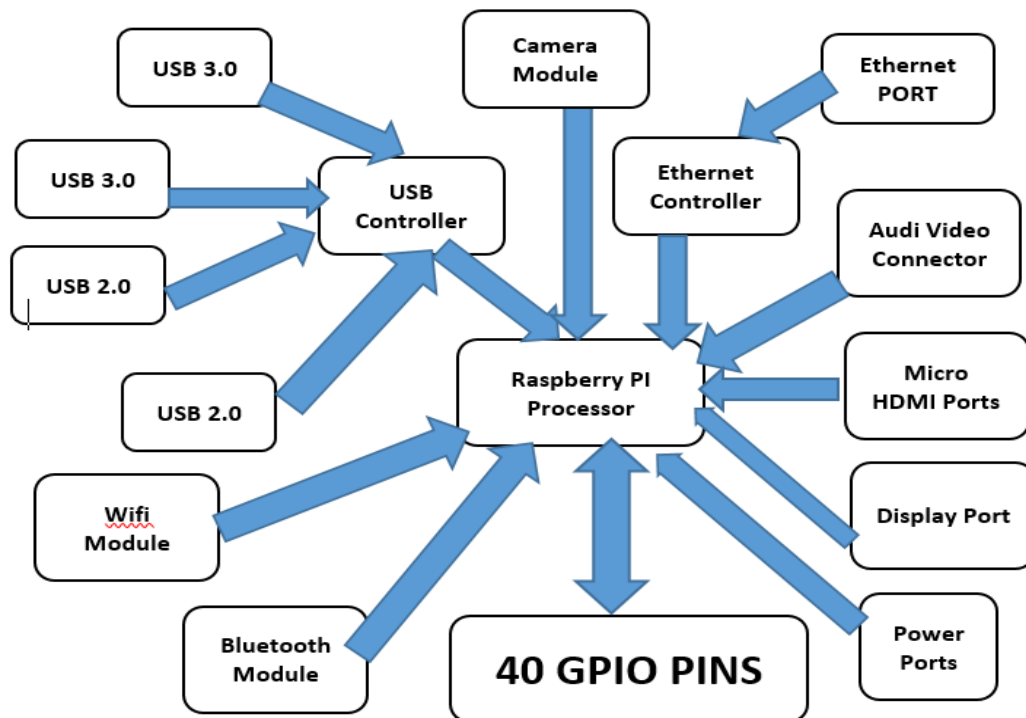 USB 3.0
Camera
Module
Ethernet
PORT
USB 3.0
USB
Controller
Ethernet
Controller
Audi Video
Connector
USB 2.0
USB 2.0
Raspberry PI
Processor
Micro
HDMI Ports
Wifi
Module
Display Port
Bluetooth
Module
40 GPIO PINS
Power
Ports